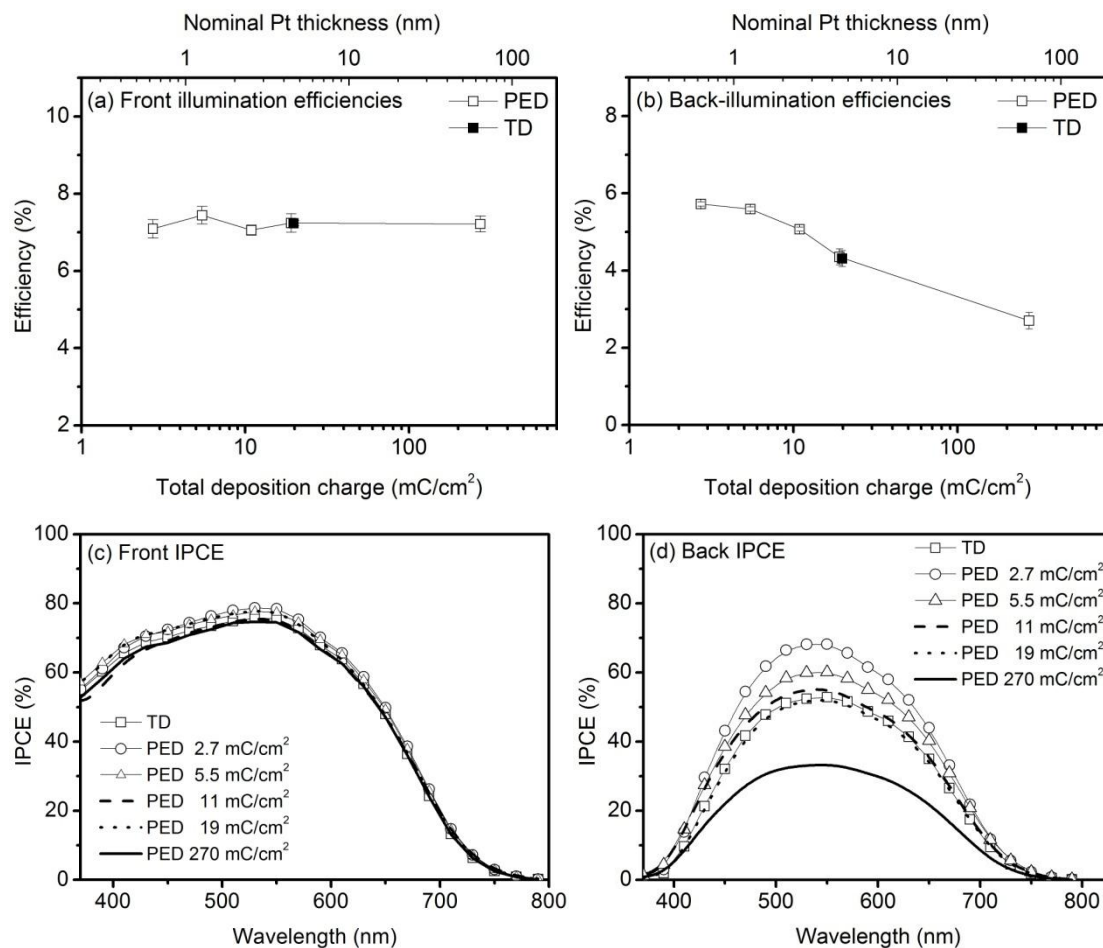 Nominal Pt thickness (nm)
1 10 100
(a) Front illumination efficiencies
PED
TD
10
8
6
4
2
Efficiency (%)
1 10 100
Total deposition charge (mC/cm²)
Nominal Pt thickness (nm)
1 10 100
(b) Back-illumination efficiencies
PED
TD
8
6
4
2
0
Efficiency (%)
1 10 100
Total deposition charge (mC/cm²)
(c) Front IPCE
100
80
60
40
20
0
IPCE (%)
TD
PED 2.7 mC/cm²
PED 5.5 mC/cm²
PED 11 mC/cm²
PED 19 mC/cm²
PED 270 mC/cm²
400 500 600 700 800
Wavelength (nm)
(d) Back IPCE
TD
PED 2.7 mC/cm²
PED 5.5 mC/cm²
PED 11 mC/cm²
PED 19 mC/cm²
PED 270 mC/cm²
100
80
60
40
20
0
IPCE (%)
400 500 600 700 800
Wavelength (nm)